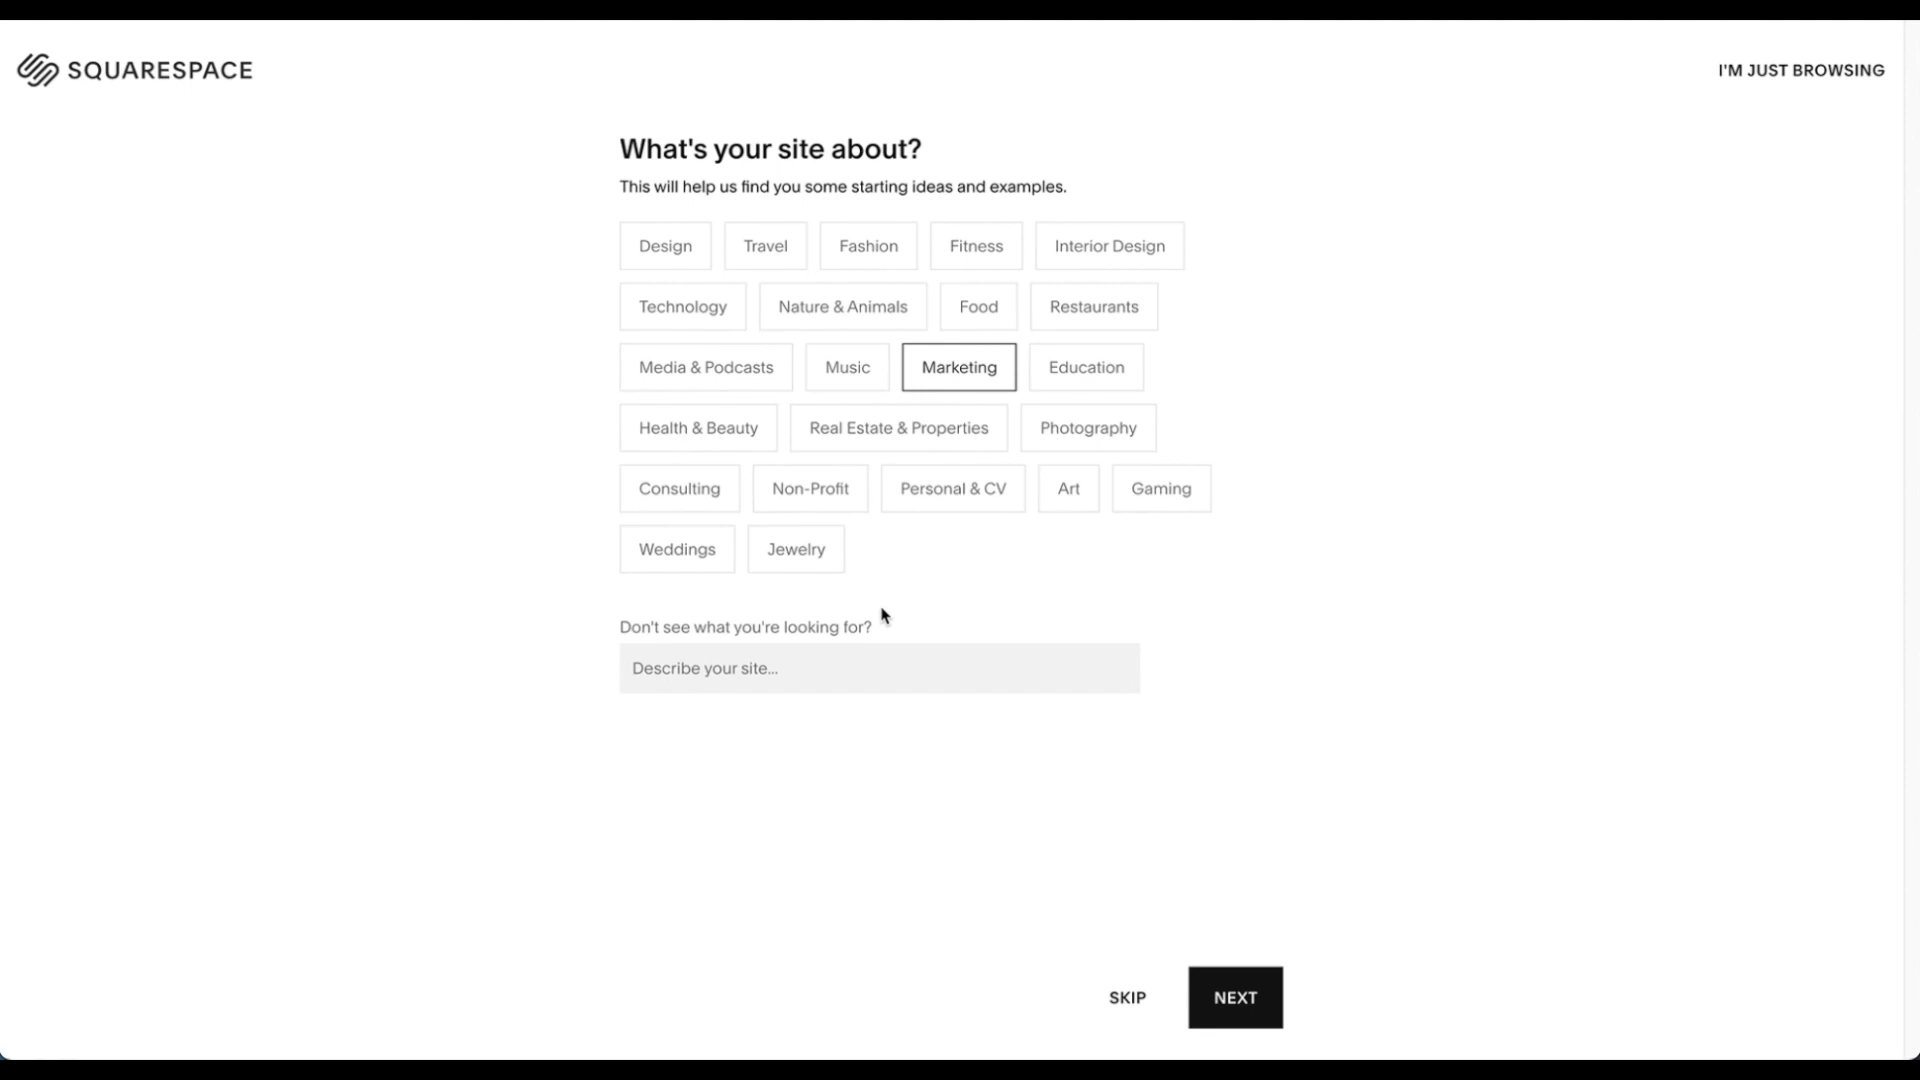 SQUARESPACE
I'M JUST BROWSING
What's your site about?
This will help us find you some starting ideas and examples.
Design Travel Fashion Fitness Interior Design
Technology Nature & Animals Food Restaurants
Media & Podcasts Music Marketing Education
Health & Beauty Real Estate & Properties Photography
Consulting Non-Profit Personal & CV Art Gaming
Weddings Jewelry
Don't see what you're looking for?
Describe your site...
SKIP NEXT